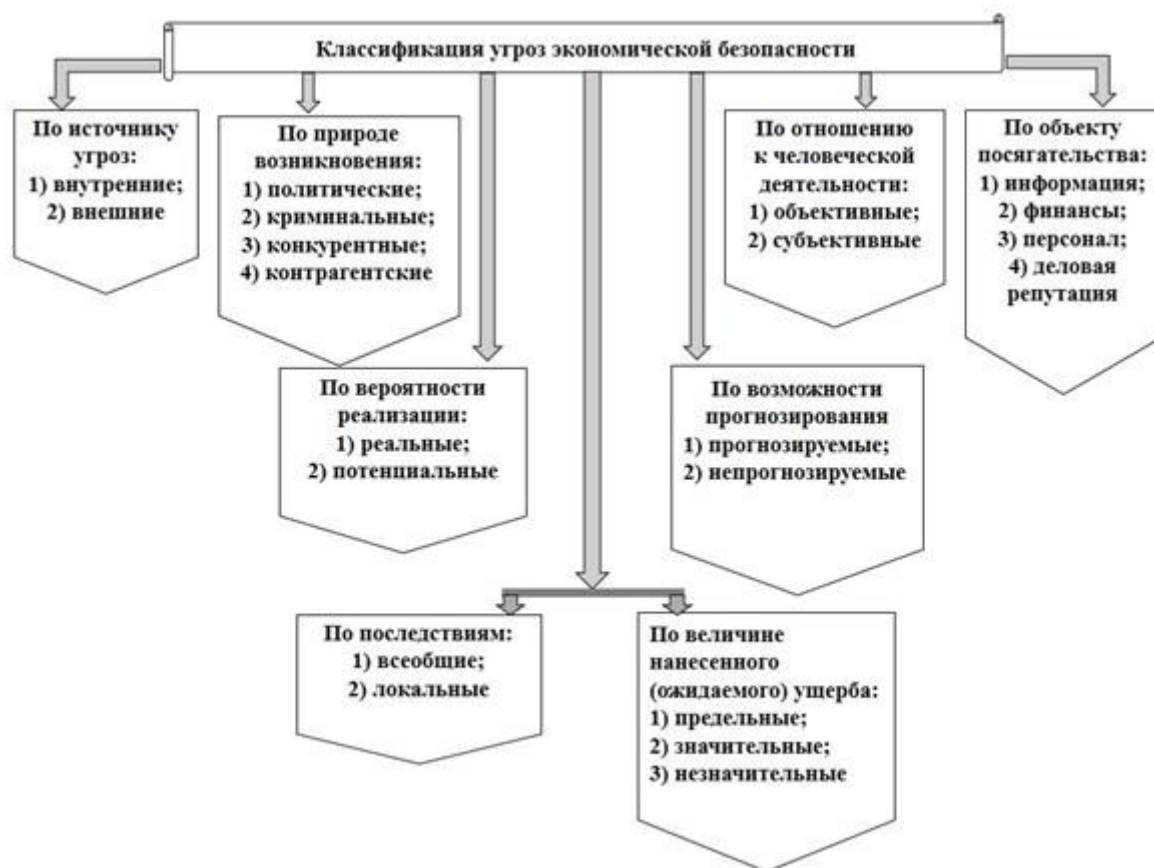 Классификация угроз экономической безопасности
По источнику
угроз:
1) внутренние;
2) внешние
По природе
возникновения:
1) политические;
2) криминальные;
3) конкурентные;
4) контрагентские
По отношению
к человеческой
деятельности:
1) объективные;
2) субъективные
По объекту
посягательства:
1) информация;
2) финансы;
3) персонал;
4) деловая
репутация
По вероятности
реализации:
1) реальные;
2) потенциальные
По возможности
прогнозирования
1) прогнозируемые;
2) непрогнозируемые
По последствиям:
1) всеобщие;
2) локальные
По величине
нанесенного
(ожидаемого) ущерба:
1) предельные;
2) значительные;
3) незначительные